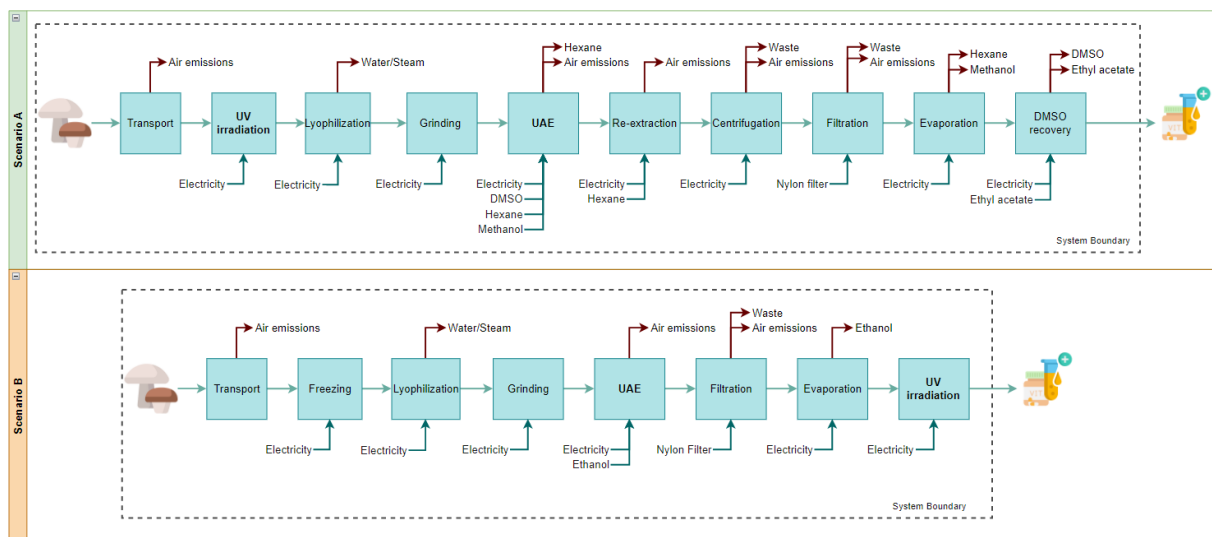 Scenario A
Air emissions
Water/Steam
Hexane
Air emissions
Air emissions
Waste
Air emissions
Waste
Air emissions
Hexane
Methanol
DMSO
Ethyl acetate
Transport
UV
irradiation
Lyophilization
Grinding
UAE
Re-extraction
Centrifugation
Filtration
Evaporation
DMSO
recovery
Electricity
Electricity
Electricity
Electricity
DMSO
Hexane
Methanol
Electricity
Hexane
Electricity
Nylon filter
Electricity
Electricity
Ethyl acetate
System Boundary
Scenario B
Air emissions
Water/Steam
Air emissions
Waste
Air emissions
Ethanol
Transport
Freezing
Lyophilization
Grinding
UAE
Filtration
Evaporation
UV
irradiation
Electricity
Electricity
Electricity
Electricity
Ethanol
Nylon Filter
Electricity
Electricity
System Boundary